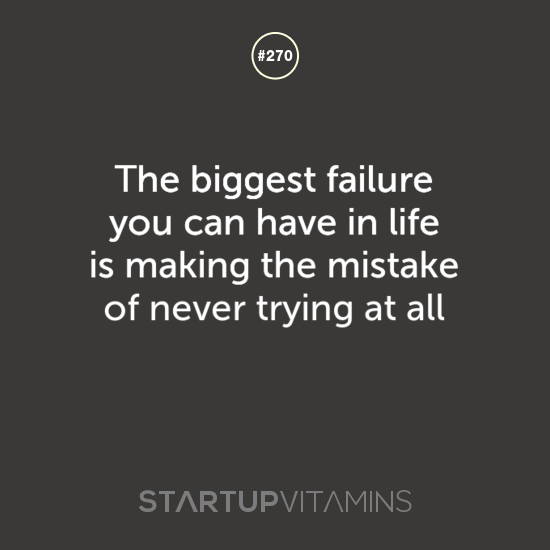 #270
The biggest failure
you can have in life
is making the mistake
of never trying at all
STARTUPVITAMINS